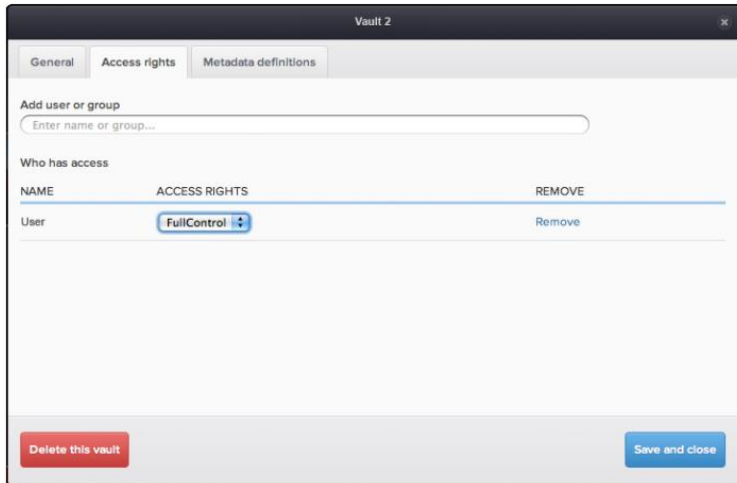 Vault 2
General Access rights Metadata definitions
Add user or group
Enter name or group...
Who has access
NAME ACCESS RIGHTS REMOVE
User FullControl Remove
Delete this vault Save and close